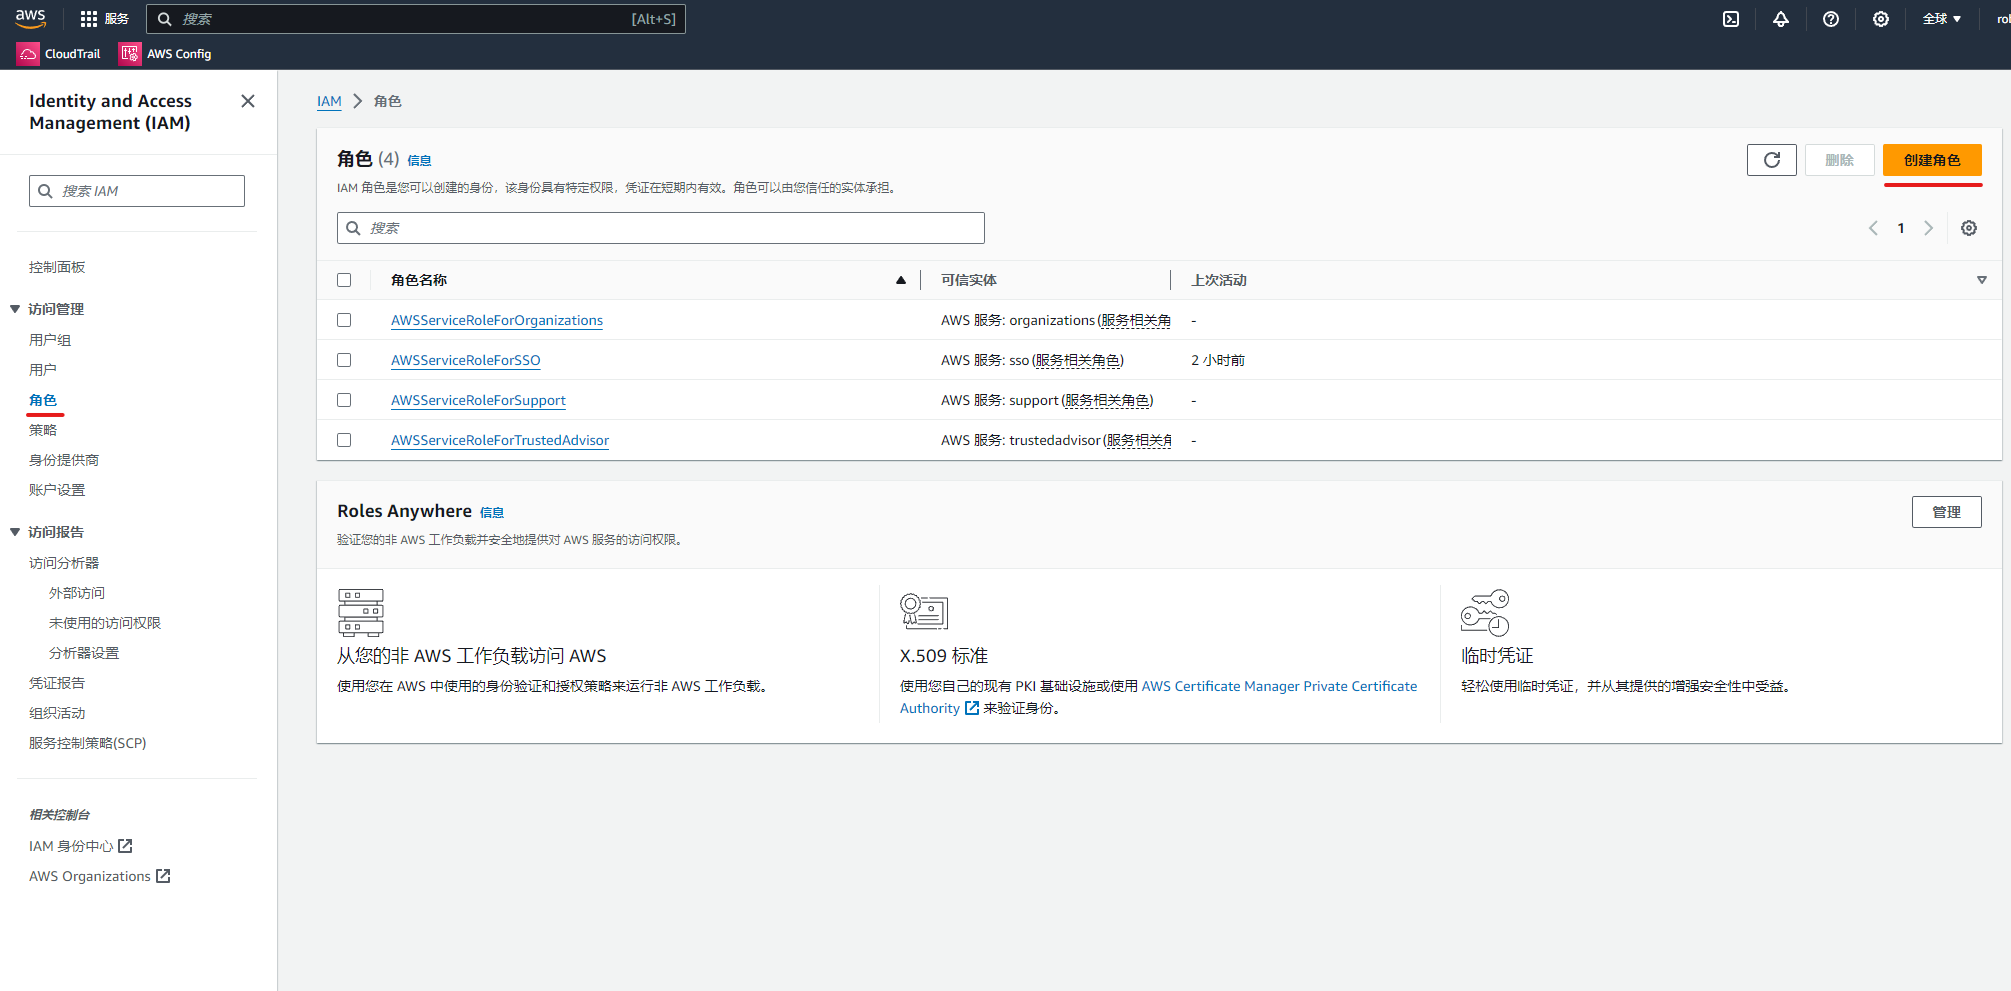 aws 服务 搜索 [Alt+S] 全球
CloudTrail AWS Config
Identity and Access
Management (IAM)
搜索 IAM
控制面板
访问管理
用户组
用户
角色
策略
身份提供商
账户设置
访问报告
访问分析器
外部访问
未使用的访问权限
分析器设置
凭证报告
组织活动
服务控制策略(SCP)
相关控制台
IAM 身份中心
AWS Organizations
IAM 角色
角色 (4) 信息 删除 创建角色
IAM 角色是您可以创建的身份，该身份具有特定权限，凭证在短期内有效。角色可以由您信任的实体承担。
搜索 1
角色名称 可信实体 上次活动
AWSServiceRoleForOrganizations AWS 服务: organizations (服务相关角 -
AWSServiceRoleForSSO AWS 服务: sso (服务相关角色) 2 小时前
AWSServiceRoleForSupport AWS 服务: support (服务相关角色) -
AWSServiceRoleForTrustedAdvisor AWS 服务: trustedadvisor (服务相关角 -
Roles Anywhere 信息 管理
验证您的非 AWS 工作负载并安全地提供对 AWS 服务的访问权限。
从您的非 AWS 工作负载访问 AWS
使用您在 AWS 中使用的身份验证和授权策略来运行非 AWS 工作负载。
X.509 标准
使用您自己的现有 PKI 基础设施或使用 AWS Certificate Manager Private Certificate
Authority 来验证身份。
临时凭证
轻松使用临时凭证，并从其提供的增强安全性中受益。